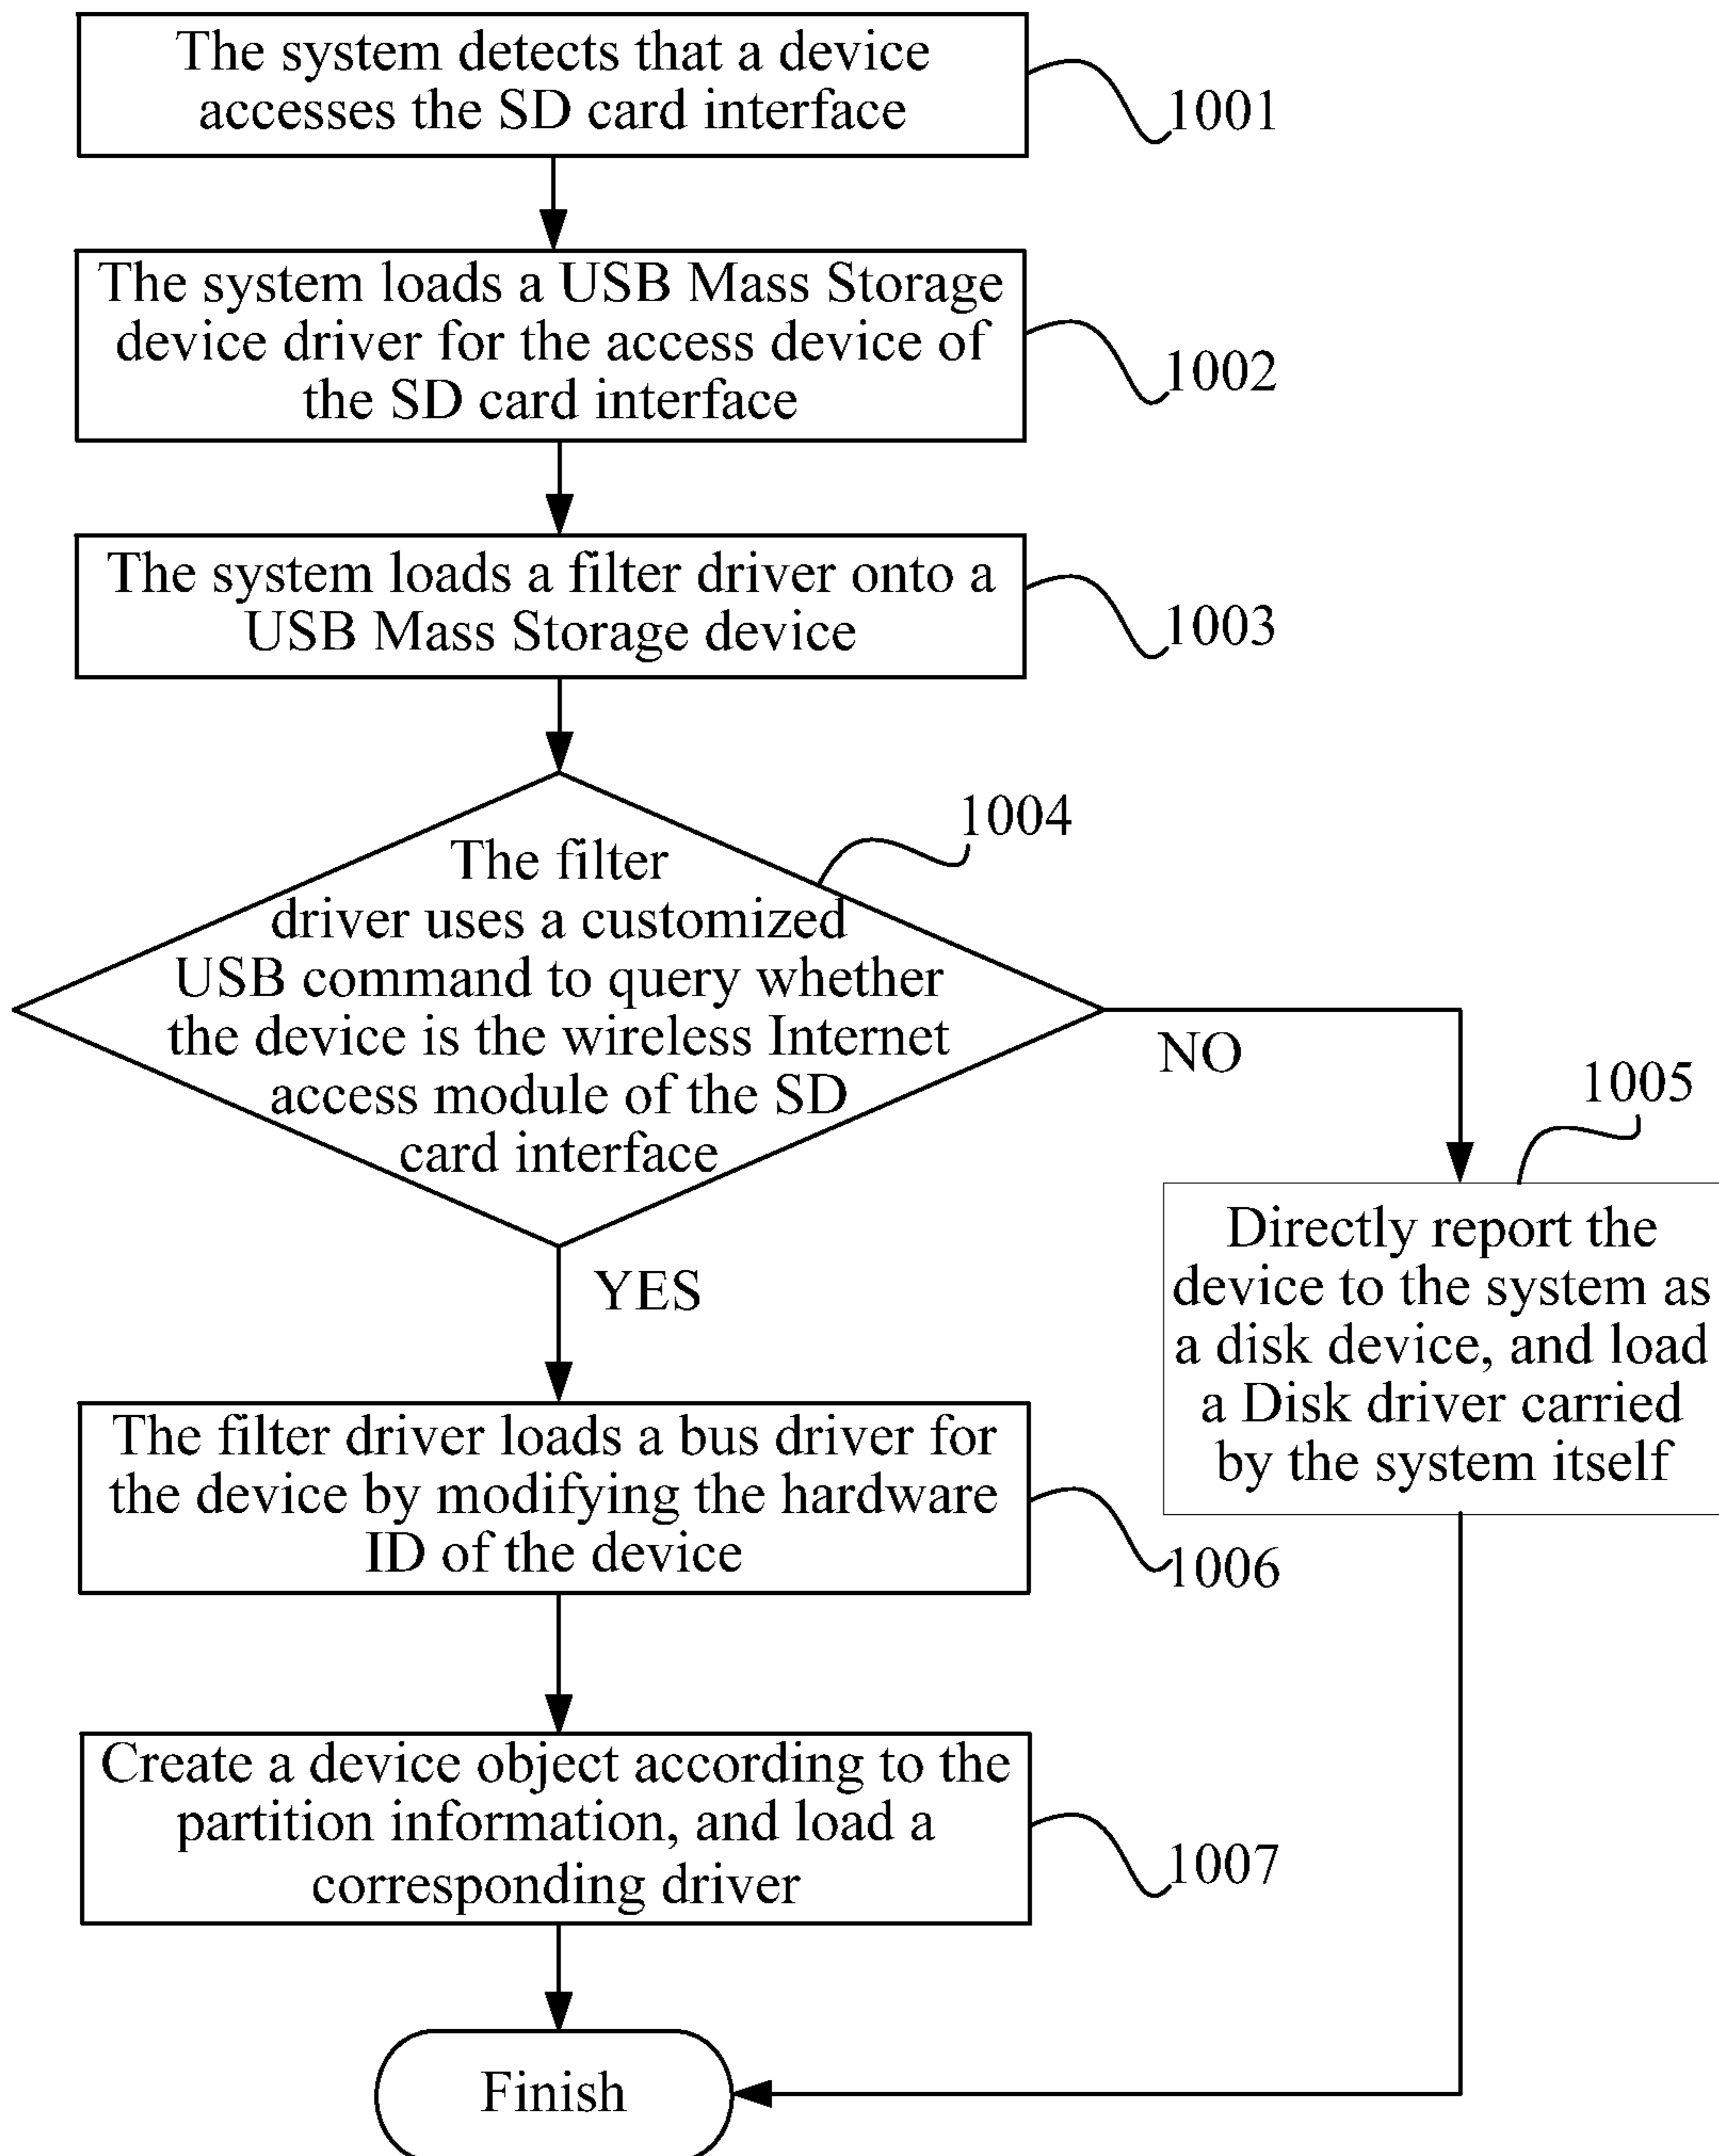 The system detects that a device
accesses the SD card interface
1001
The system loads a USB Mass Storage
device driver for the access device of
the SD card interface
1002
The system loads a filter driver onto a
USB Mass Storage device
1003
1004
The filter
driver uses a customized
USB command to query whether
the device is the wireless Internet
access module of the SD
card interface
NO
1005
Directly report the
device to the system as
a disk device, and load
a Disk driver carried
by the system itself
YES
The filter driver loads a bus driver for
the device by modifying the hardware
ID of the device
1006
Create a device object according to the
partition information, and load a
corresponding driver
1007
Finish